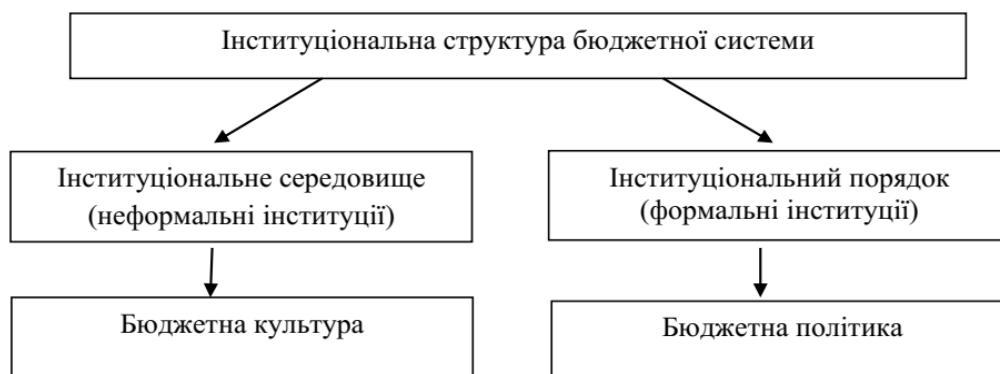 Інституціональна структура бюджетної системи
Інституціональне середовище
(неформальні інституції)
Інституціональний порядок
(формальні інституції)
Бюджетна культура
Бюджетна політика